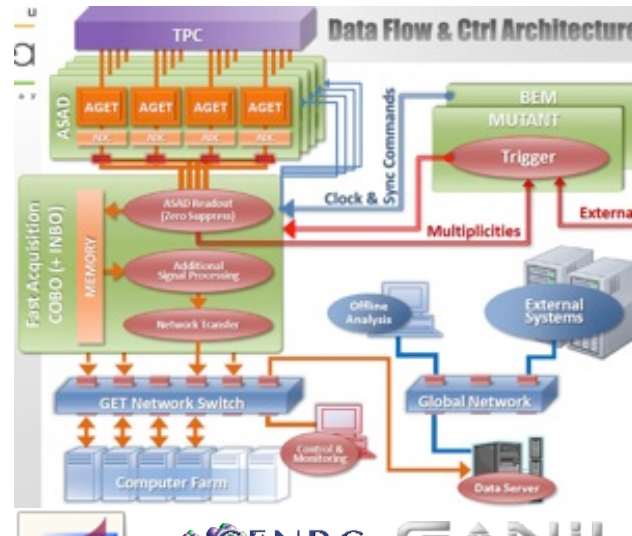 u
a
y
TPC
Data Flow & Ctrl Architecture
ASAD
AGET
AGET
AGET
AGET
ADC
ADC
ADC
ADC
Clock &
Sync Commands
BEM
MUTANT
Trigger
External
Multiplicities
Fast Acquisition
COBO (+ INBO)
MEMORY
ASAD Readout
(Zero Suppress)
Additional
Signal Processing
Network Transfer
Offline
Analysis
External
Systems
GET Network Switch
Global Network
Computer Farm
Control &
Monitoring
Data Server